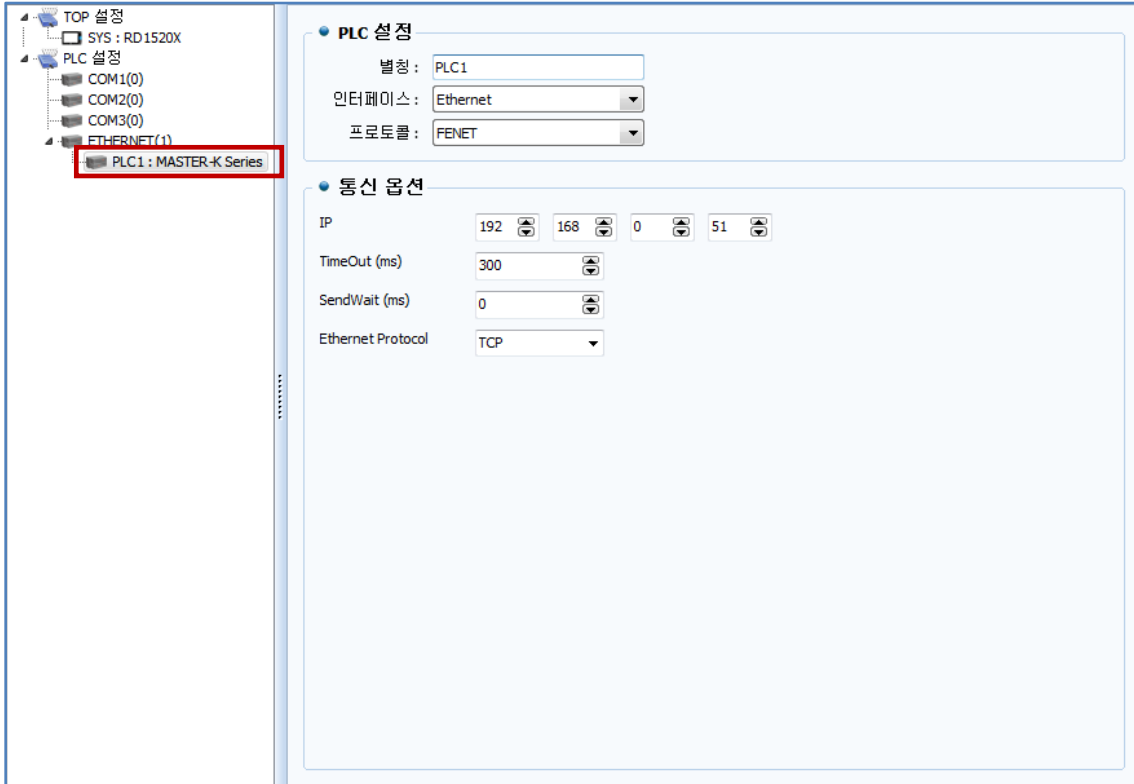 TOP 설정
SYS : RD1520X
PLC 설정
COM1(0)
COM2(0)
COM3(0)
ETHERNET(1)
PLC1 : MASTER-K Series
PLC 설정
별칭 : PLC1
인터페이스 : Ethernet
프로토콜 : FENET
통신 옵션
IP 192 168 0 51
TimeOut (ms) 300
SendWait (ms) 0
Ethernet Protocol TCP